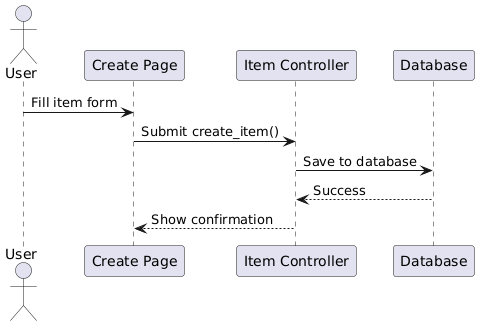 User
Create Page
Item Controller
Database
Fill item form
Submit create_item()
Save to database
Success
Show confirmation
User
Create Page
Item Controller
Database